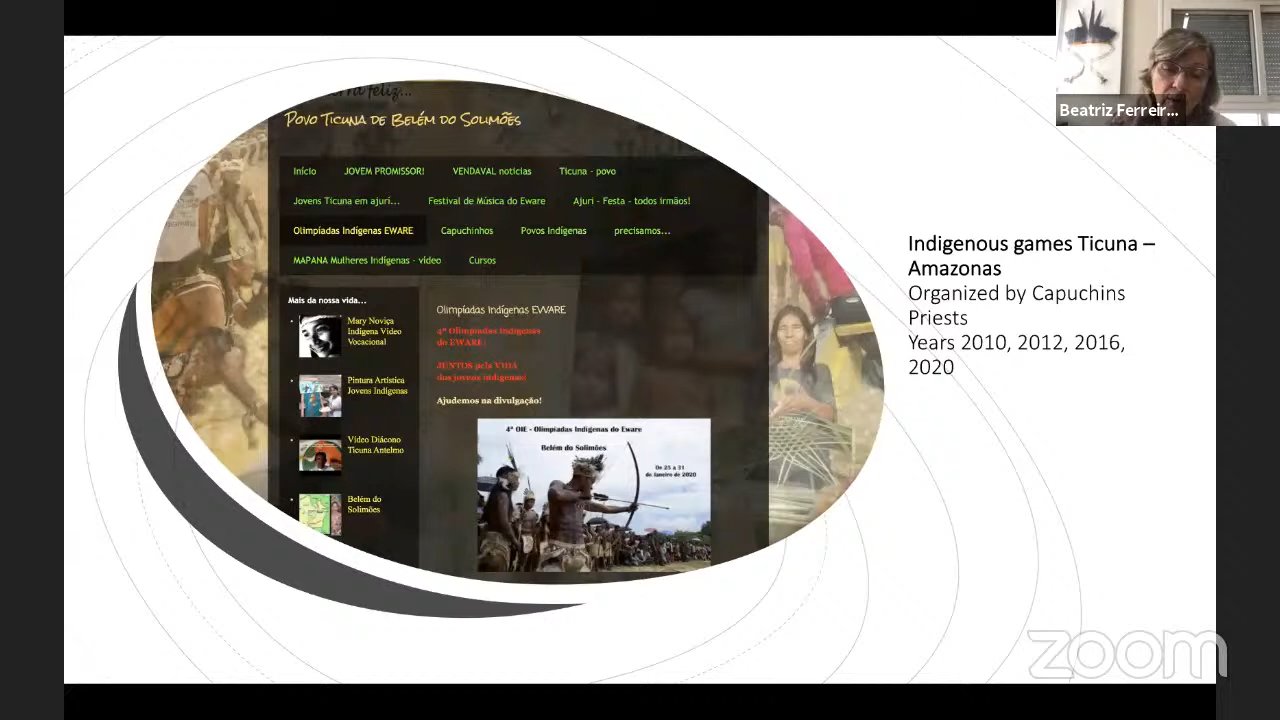 ra feliz...
Povo Ticuna de Belém do Solimões
Início JOVEM PROMISSOR! VENDAVAL noticias Ticuna - povo
Jovens Ticuna em ajuri... Festival de Música do Eware Ajuri - Festa - todos irmãos!
Olimpíadas Indígenas EWARE Capuchinhos Povos Indígenas precisamos...
MAPANA Mulheres Indígenas - vídeo Cursos
Mais da nossa vida...
Mary Noviça
Indígena Vídeo
Vocacional
Pintura Artística
Jovens Indígenas
Vídeo Diácono
Ticuna Antelmo
Belém do
Solimões
Olimpíadas Indígenas EWARE
4ª Olimpíadas Indígenas
do EWARE!
JUNTOS pela VIDA
dos jovens indígenas!
Ajudemos na divulgação!
4ª OIE - Olimpíadas Indígenas do Eware
Belém do Solimões
De 25 a 31
de Janeiro de 2020
Indigenous games Ticuna –
Amazonas
Organized by Capuchins
Priests
Years 2010, 2012, 2016,
2020
Beatriz Ferreir...
zoom